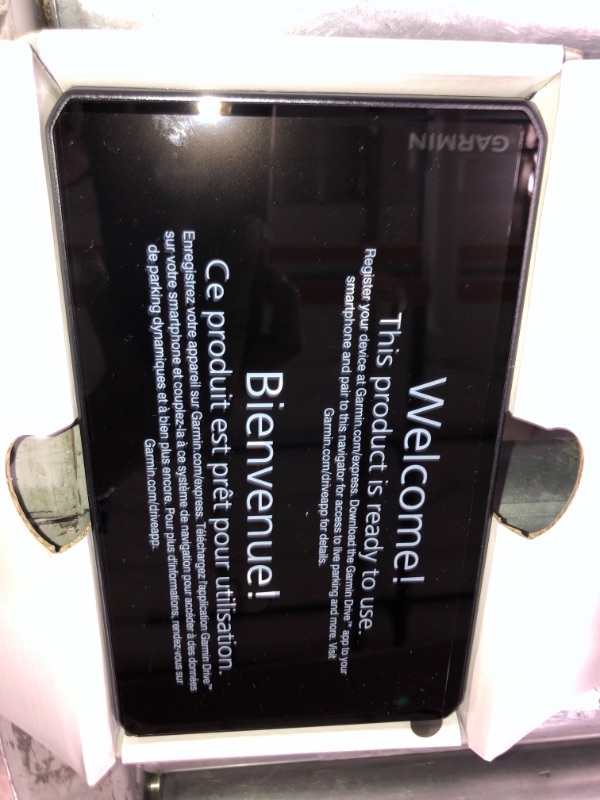 GARMIN
Welcome!
This product is ready to use.
Register your device at Garmin.com/express. Download the Garmin Drive™ app to your
smartphone and pair to this navigator for access to live parking and more. Visit
Garmin.com/driveapp for details.
Bienvenue!
Ce produit est prêt pour utilisation.
Enregistrez votre appareil sur Garmin.com/express. Téléchargez l'application Garmin Drive™
sur votre smartphone et couplez-la à ce système de navigation pour accéder à des données
de parking dynamiques et à bien plus encore. Pour plus d'informations, rendez-vous sur
Garmin.com/driveapp.